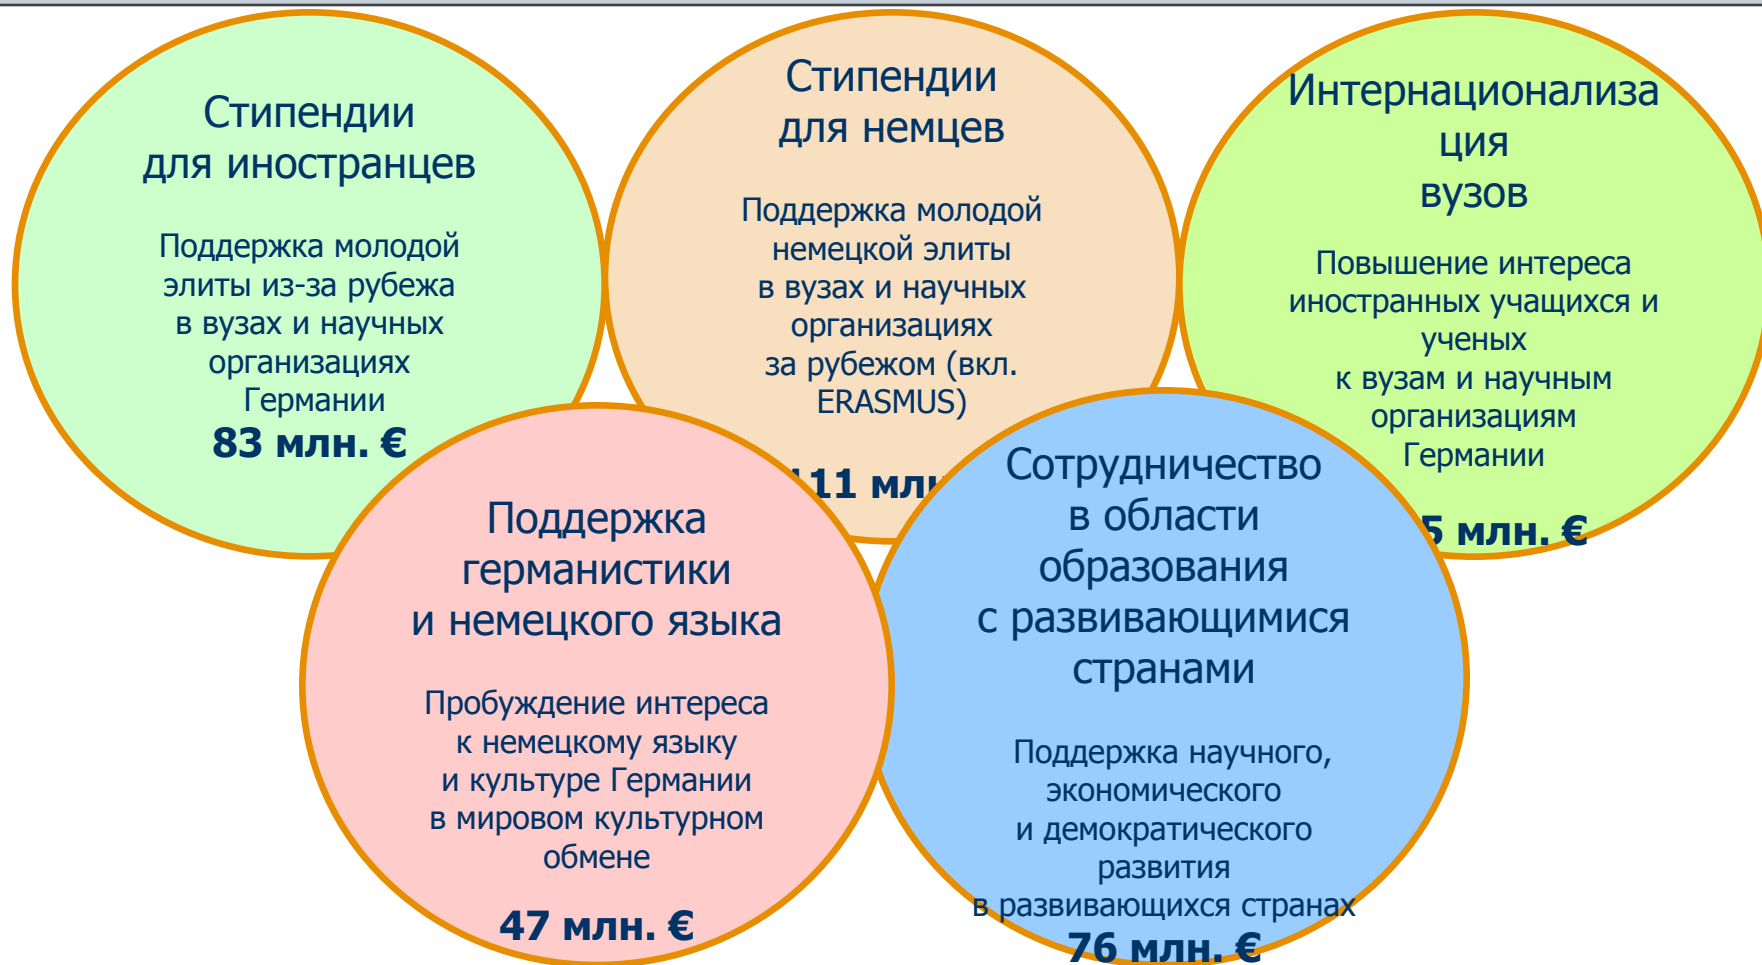 Стипендии
для иностранцев
Поддержка молодой
элиты из-за рубежа
в вузах и научных
организациях
Германии
83 млн. €
Стипендии
для немцев
Поддержка молодой
немецкой элиты
в вузах и научных
организациях
за рубежом (вкл.
ERASMUS)
11 млн
Интернационализа
ция
вузов
Повышение интереса
иностранных учащихся и
ученых
к вузам и научным
организациям
Германии
5 млн. €
Поддержка
германистики
и немецкого языка
Пробуждение интереса
к немецкому языку
и культуре Германии
в мировом культурном
обмене
47 млн. €
Сотрудничество
в области
образования
с развивающимися
странами
Поддержка научного,
экономического
и демократического
развития
в развивающихся странах
76 млн. €